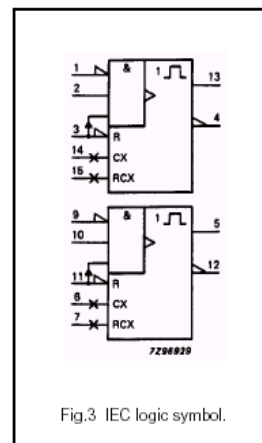 1 & 1 13
2
3 R 4
14 CX
15 RCX
9 & 1 5
10
11 R 12
6 CX
7 RCX
7Z96929
Fig.3 IEC logic symbol.